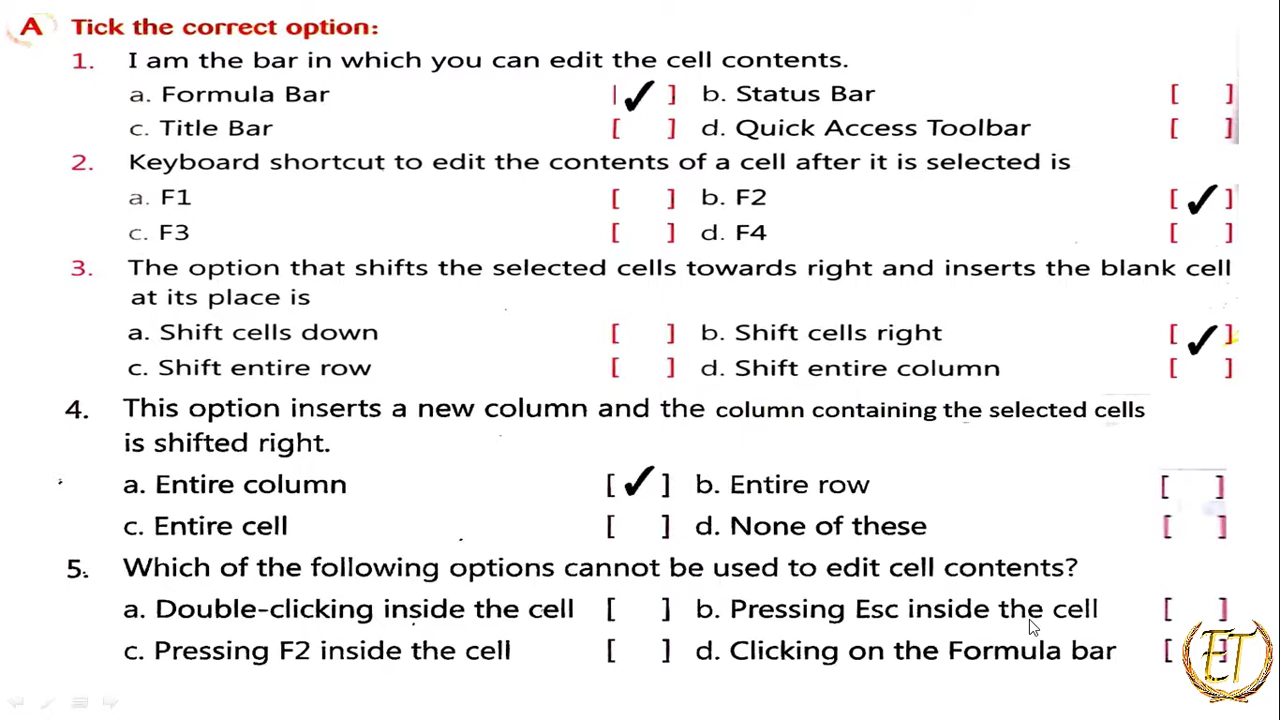 A Tick the correct option:
1. I am the bar in which you can edit the cell contents.
a. Formula Bar [✓] b. Status Bar [ ]
c. Title Bar [ ] d. Quick Access Toolbar [ ]
2. Keyboard shortcut to edit the contents of a cell after it is selected is
a. F1 [ ] b. F2 [✓]
c. F3 [ ] d. F4 [ ]
3. The option that shifts the selected cells towards right and inserts the blank cell
at its place is
a. Shift cells down [ ] b. Shift cells right [✓]
c. Shift entire row [ ] d. Shift entire column [ ]
4. This option inserts a new column and the column containing the selected cells
is shifted right.
a. Entire column [✓] b. Entire row [ ]
c. Entire cell [ ] d. None of these [ ]
5. Which of the following options cannot be used to edit cell contents?
a. Double-clicking inside the cell [ ] b. Pressing Esc inside the cell [ ]
c. Pressing F2 inside the cell [ ] d. Clicking on the Formula bar [ ]
ET